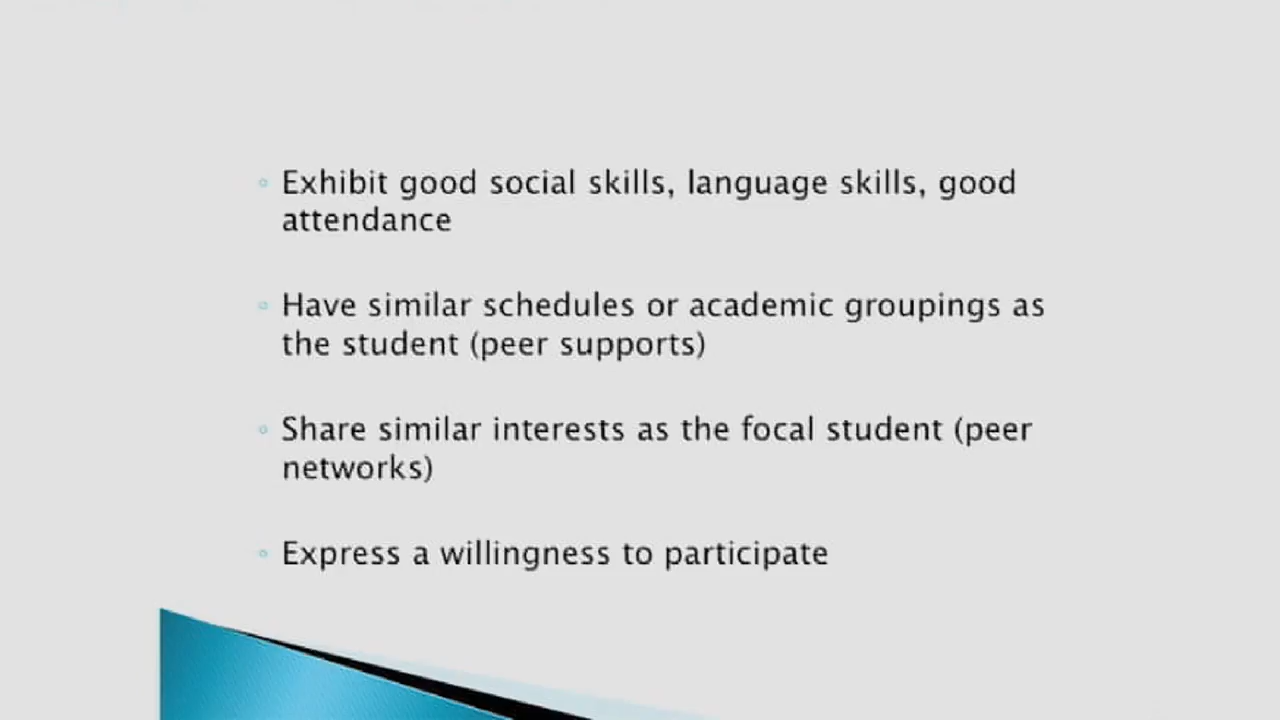 ◦ Exhibit good social skills, language skills, good
attendance
◦ Have similar schedules or academic groupings as
the student (peer supports)
◦ Share similar interests as the focal student (peer
networks)
◦ Express a willingness to participate